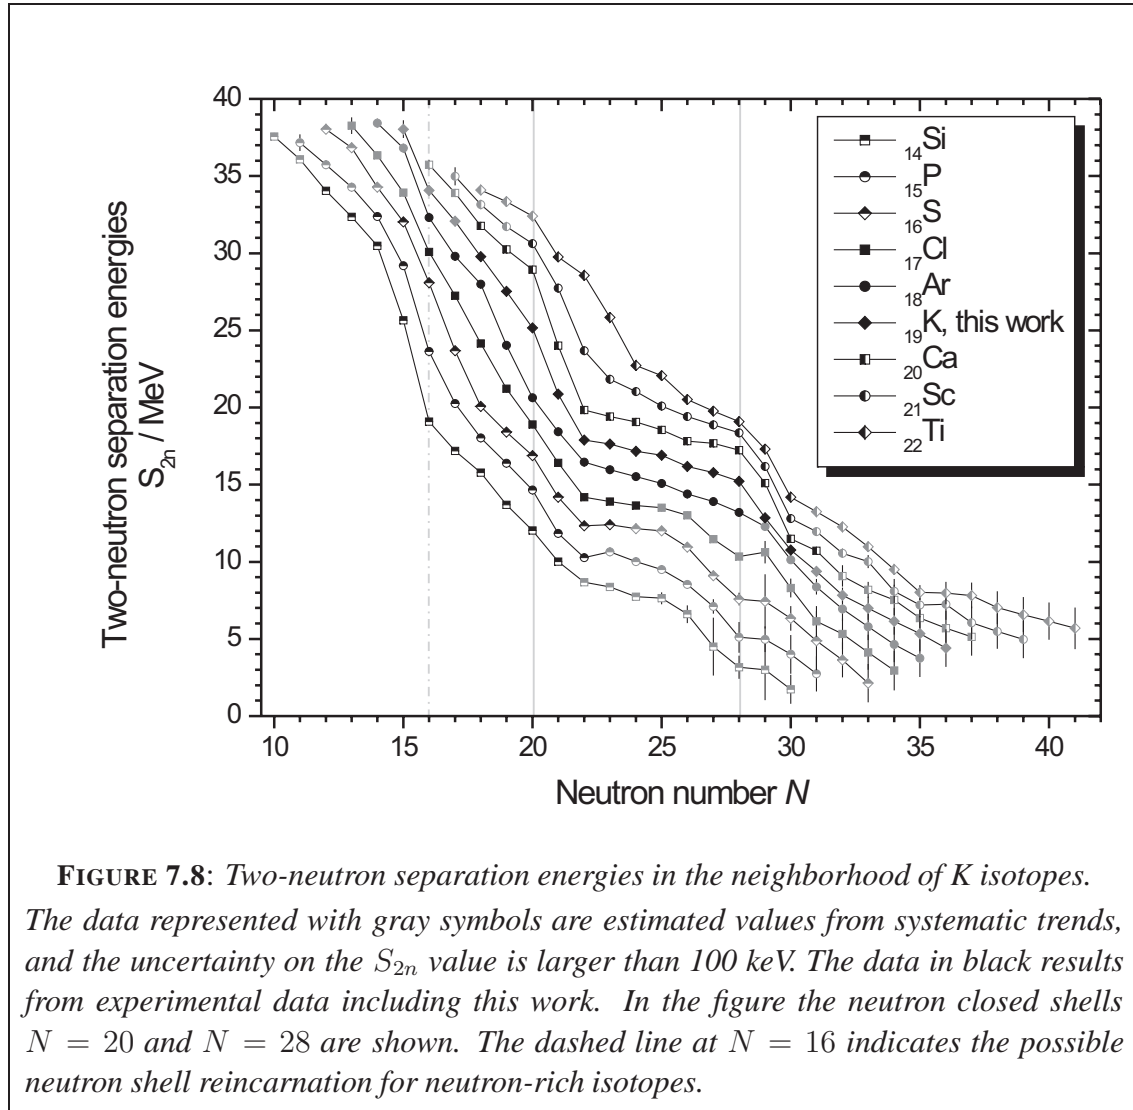 40
35
30
25
20
15
10
5
0
Two-neutron separation energies
S2n / MeV
14Si
15P
16S
17Cl
18Ar
19K, this work
20Ca
21Sc
22Ti
10 15 20 25 30 35 40
Neutron number N
FIGURE 7.8: Two-neutron separation energies in the neighborhood of K isotopes.
The data represented with gray symbols are estimated values from systematic trends,
and the uncertainty on the S2n value is larger than 100 keV. The data in black results
from experimental data including this work. In the figure the neutron closed shells
N = 20 and N = 28 are shown. The dashed line at N = 16 indicates the possible
neutron shell reincarnation for neutron-rich isotopes.